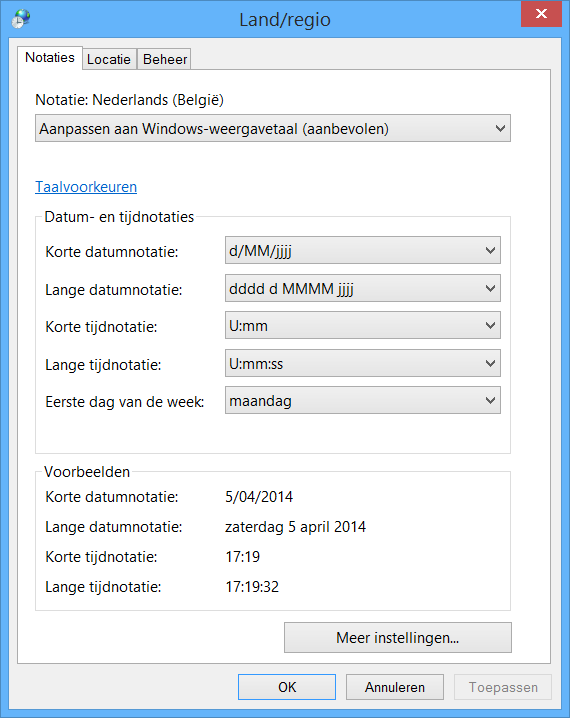 Land/regio
Notaties Locatie Beheer
Notatie: Nederlands (België)
Aanpassen aan Windows-weergavetaal (aanbevolen)
Taalvoorkeuren
Datum- en tijdnotaties
Korte datumnotatie: d/MM/jjjj
Lange datumnotatie: dddd d MMMM jjjj
Korte tijdnotatie: U:mm
Lange tijdnotatie: U:mm:ss
Eerste dag van de week: maandag
Voorbeelden
Korte datumnotatie: 5/04/2014
Lange datumnotatie: zaterdag 5 april 2014
Korte tijdnotatie: 17:19
Lange tijdnotatie: 17:19:32
Meer instellingen...
OK Annuleren Toepassen